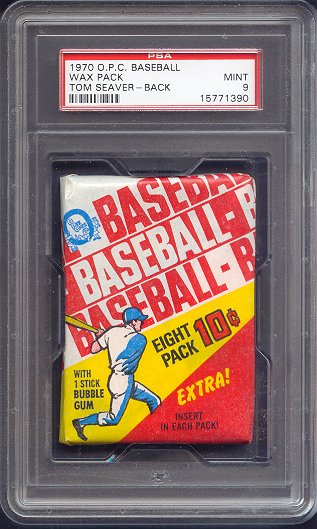 PSA
1970 O.P.C. BASEBALL
WAX PACK MINT
TOM SEAVER-BACK 9
15771390
BASEBA
BASEBALL-B
BASEBALL-B
EIGHT
PACK 10¢
WITH
1 STICK
BUBBLE
GUM
EXTRA!
INSERT
IN EACH PACK!